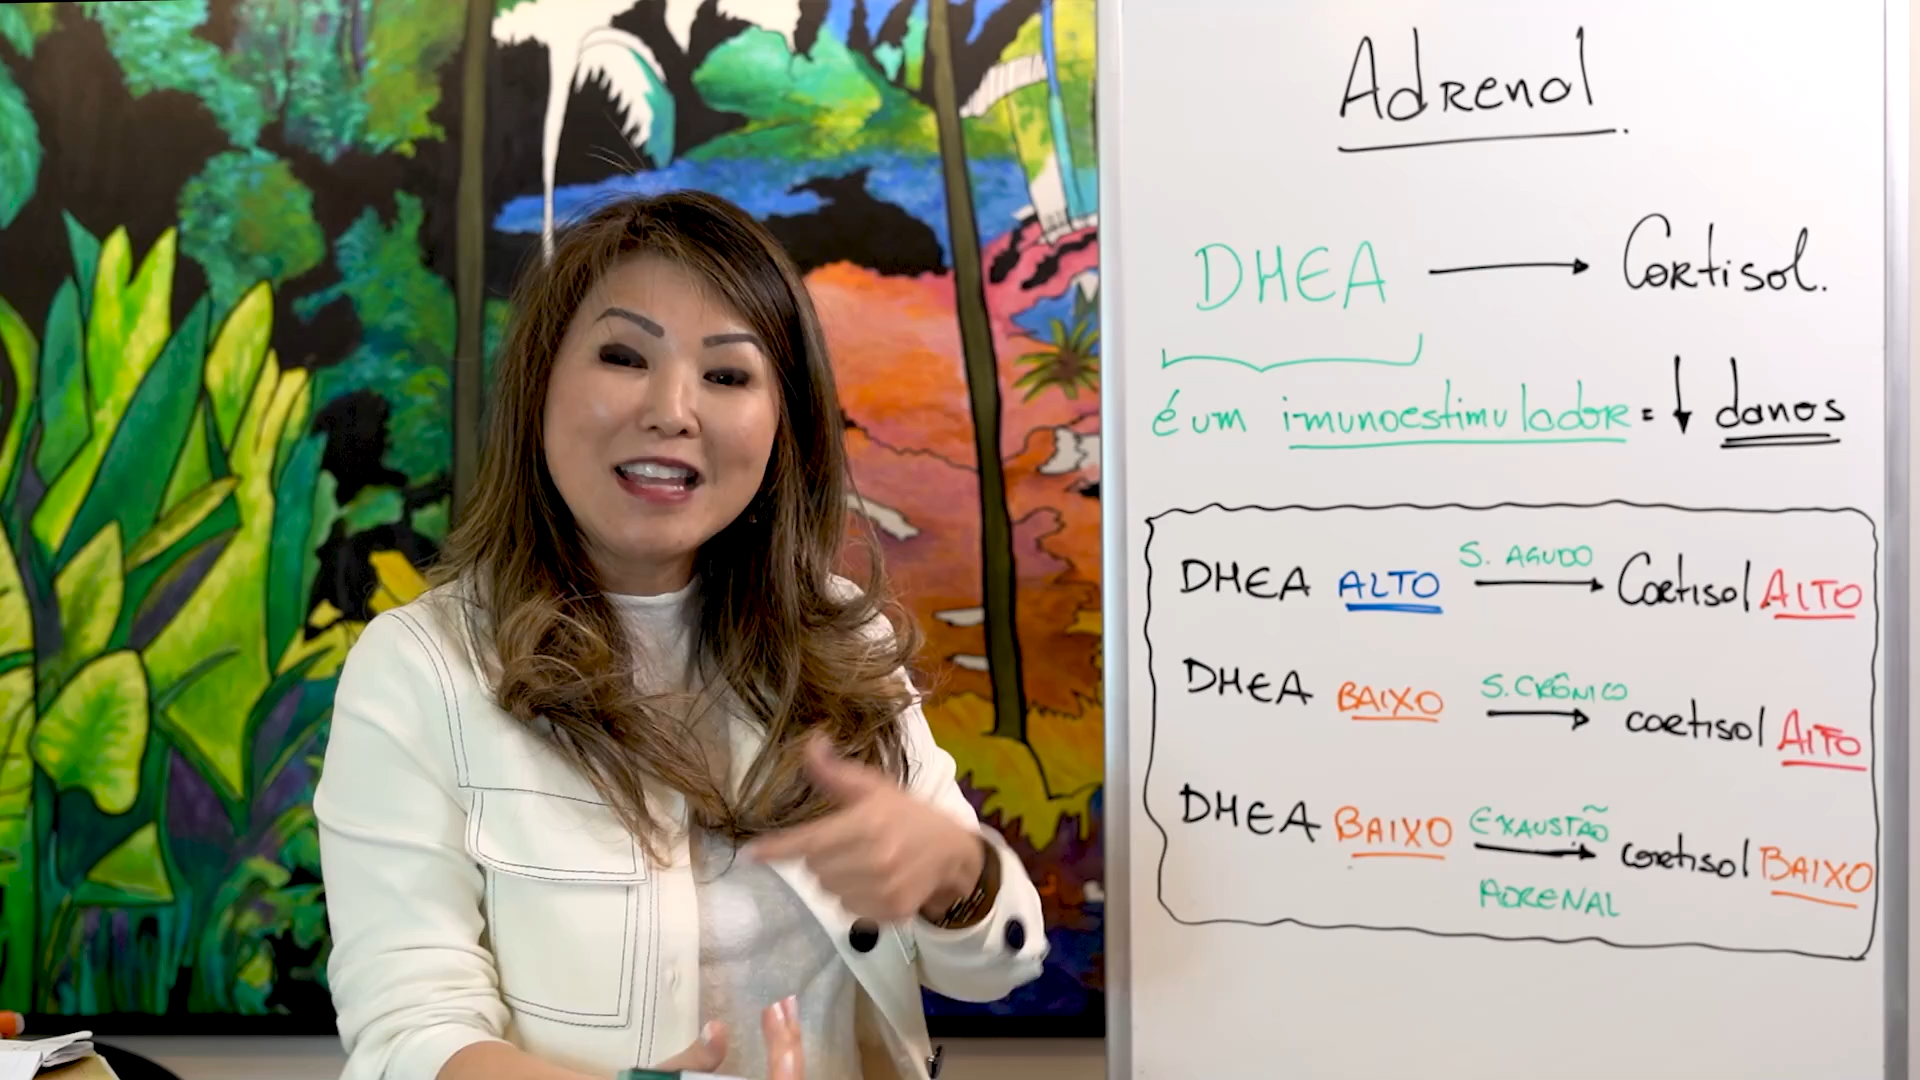 Adrenal
DHEA → Cortisol.
é um imunoestimulador = ↓ danos
DHEA ALTO S. AGUDO → Cortisol ALTO
DHEA BAIXO S. CRÔNICO → cortisol ALTO
DHEA BAIXO EXAUSTÃO → cortisol BAIXO
ADRENAL